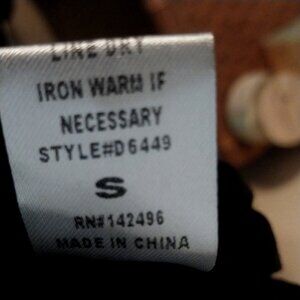 LINE DRY
IRON WARM IF
NECESSARY
STYLE#D6449
S
RN#142496
MADE IN CHINA